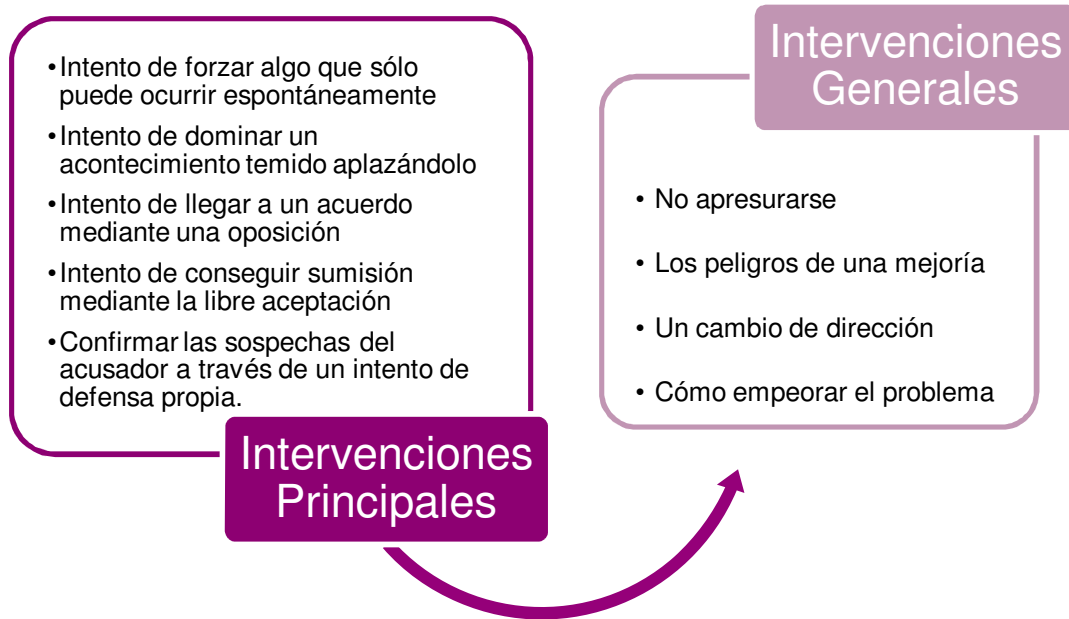 •Intento de forzar algo que sólo
puede ocurrir espontáneamente
•Intento de dominar un
acontecimiento temido aplazándolo
•Intento de llegar a un acuerdo
mediante una oposición
•Intento de conseguir sumisión
mediante la libre aceptación
•Confirmar las sospechas del
acusador a través de un intento de
defensa propia.
Intervenciones
Principales
Intervenciones
Generales
• No apresurarse
• Los peligros de una mejoría
• Un cambio de dirección
• Cómo empeorar el problema